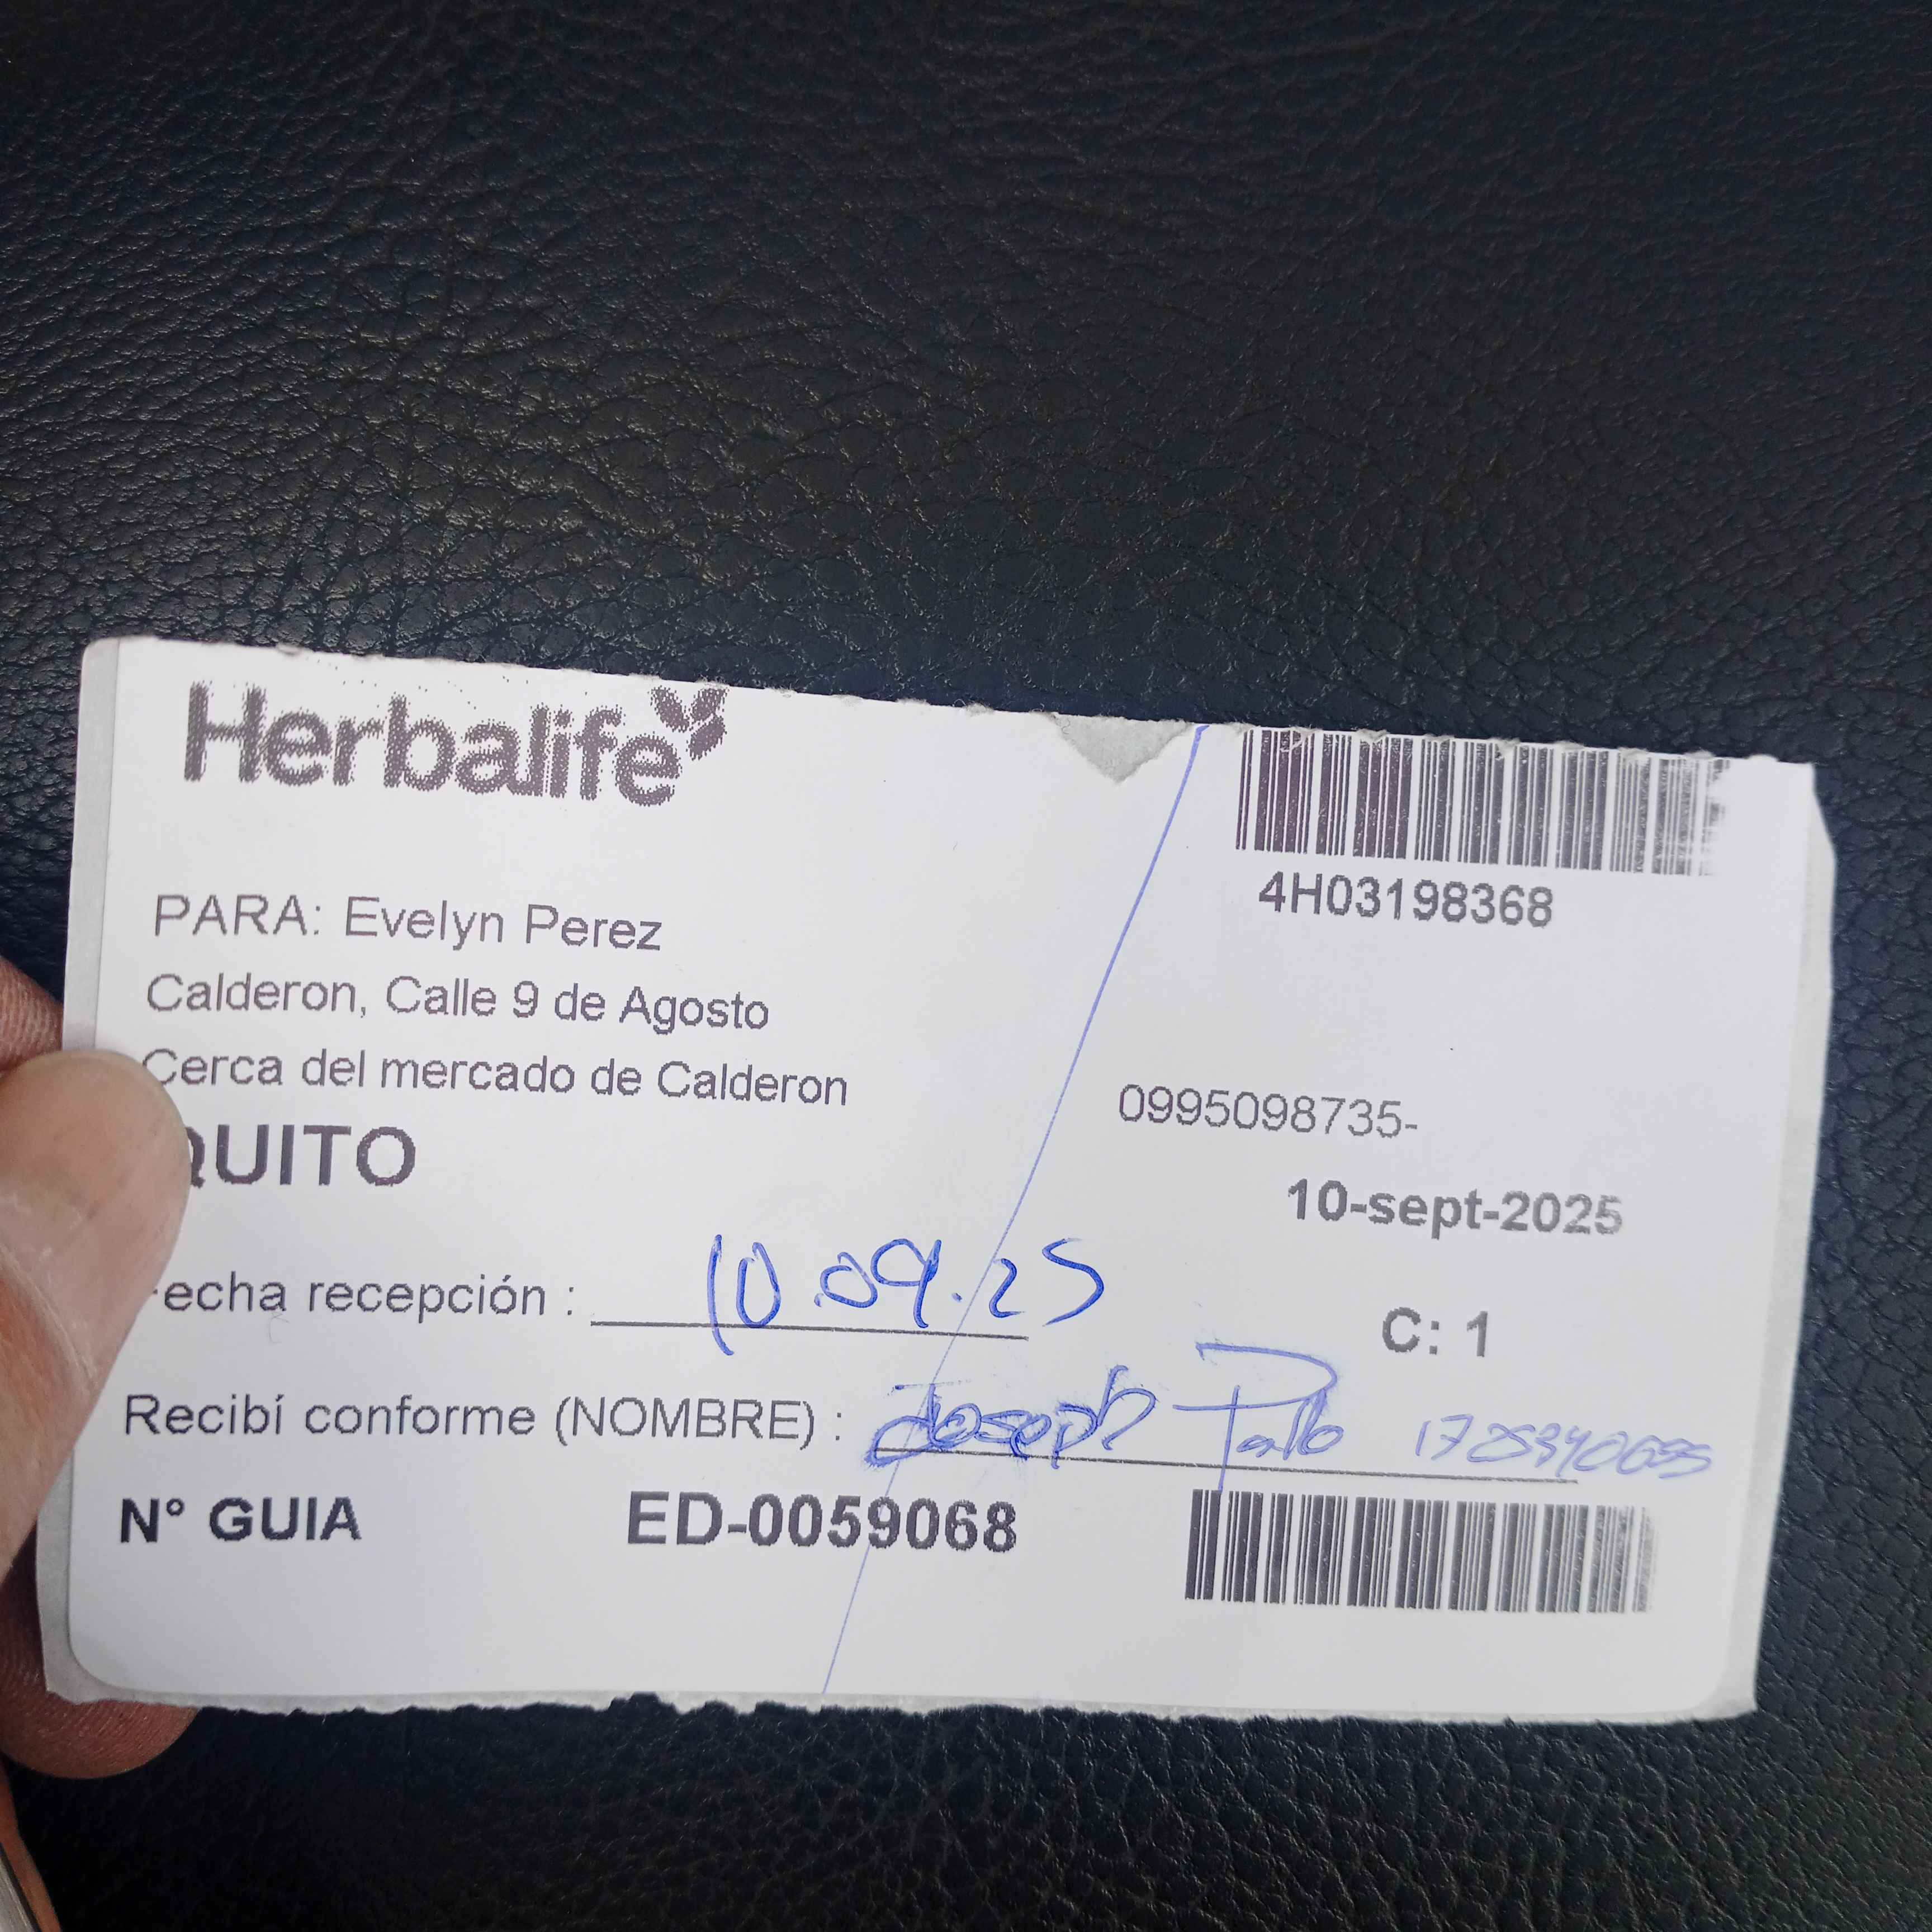 Herbalife
4H03198368
PARA: Evelyn Perez
Calderon, Calle 9 de Agosto
Cerca del mercado de Calderon
0995098735-
QUITO
10-sept-2025
echa recepción : 10.09.25
C: 1
Recibí conforme (NOMBRE) : Joseph
N° GUIA ED-0059068